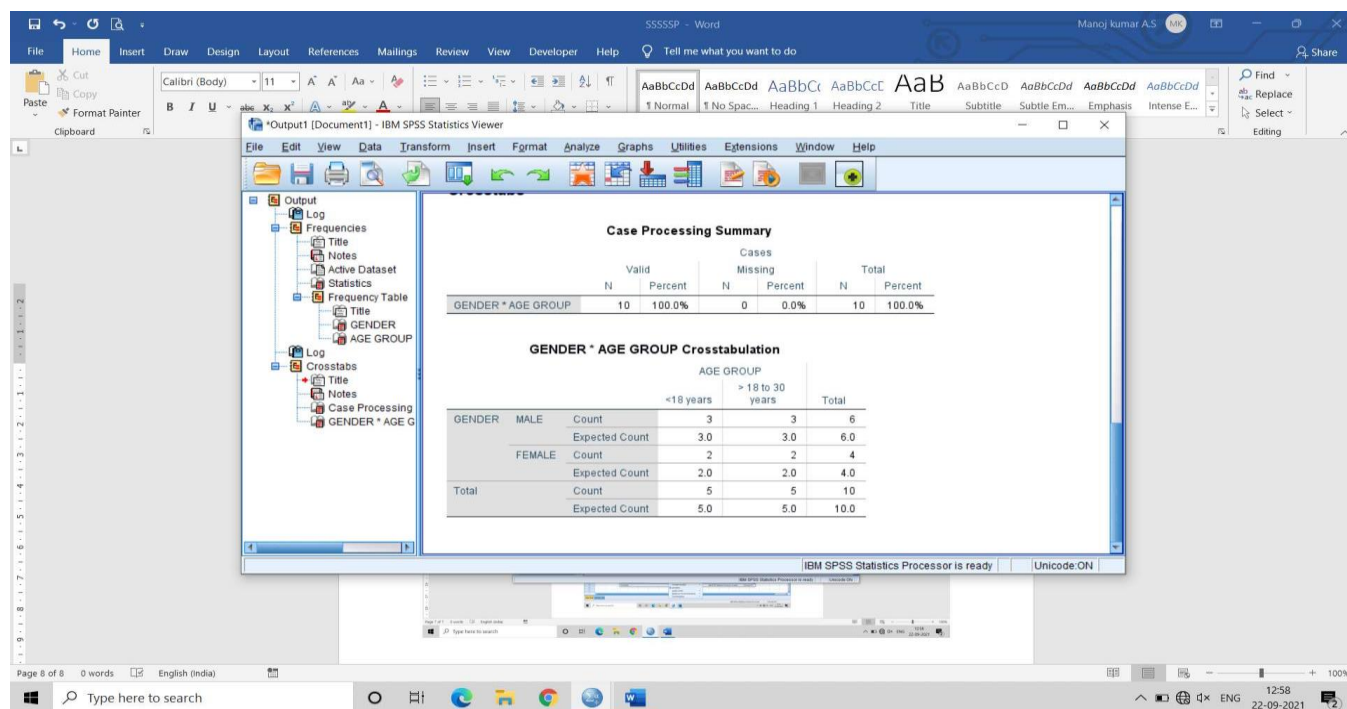 SSSSSP - Word
Manoj kumar A.S MK
File Home Insert Draw Design Layout References Mailings Review View Developer Help Tell me what you want to do Share
Paste
Cut
Copy
Format Painter
Clipboard
Calibri (Body) 11
AaBbCcDd AaBbCcDd AaBbCc AaBbCcE AaB AaBbCcD AaBbCcDd AaBbCcDd AaBbCcDd
¶ Normal ¶ No Spac... Heading 1 Heading 2 Title Subtitle Subtle Em... Emphasis Intense E...
Find
Replace
Select
Editing
*Output1 [Document1] - IBM SPSS Statistics Viewer
File Edit View Data Transform Insert Format Analyze Graphs Utilities Extensions Window Help
Output
Log
Frequencies
Title
Notes
Active Dataset
Statistics
Frequency Table
Title
GENDER
AGE GROUP
Log
Crosstabs
Title
Notes
Case Processing
GENDER * AGE G
Case Processing Summary
Cases
Valid Missing Total
N Percent N Percent N Percent
GENDER * AGE GROUP 10 100.0% 0 0.0% 10 100.0%
GENDER * AGE GROUP Crosstabulation
AGE GROUP
<18 years > 18 to 30 years Total
GENDER MALE Count 3 3 6
Expected Count 3.0 3.0 6.0
FEMALE Count 2 2 4
Expected Count 2.0 2.0 4.0
Total Count 5 5 10
Expected Count 5.0 5.0 10.0
IBM SPSS Statistics Processor is ready Unicode:ON
Type here to search
Page 8 of 8 0 words English (India) 100%
Type here to search
ENG 12:58
22-09-2021